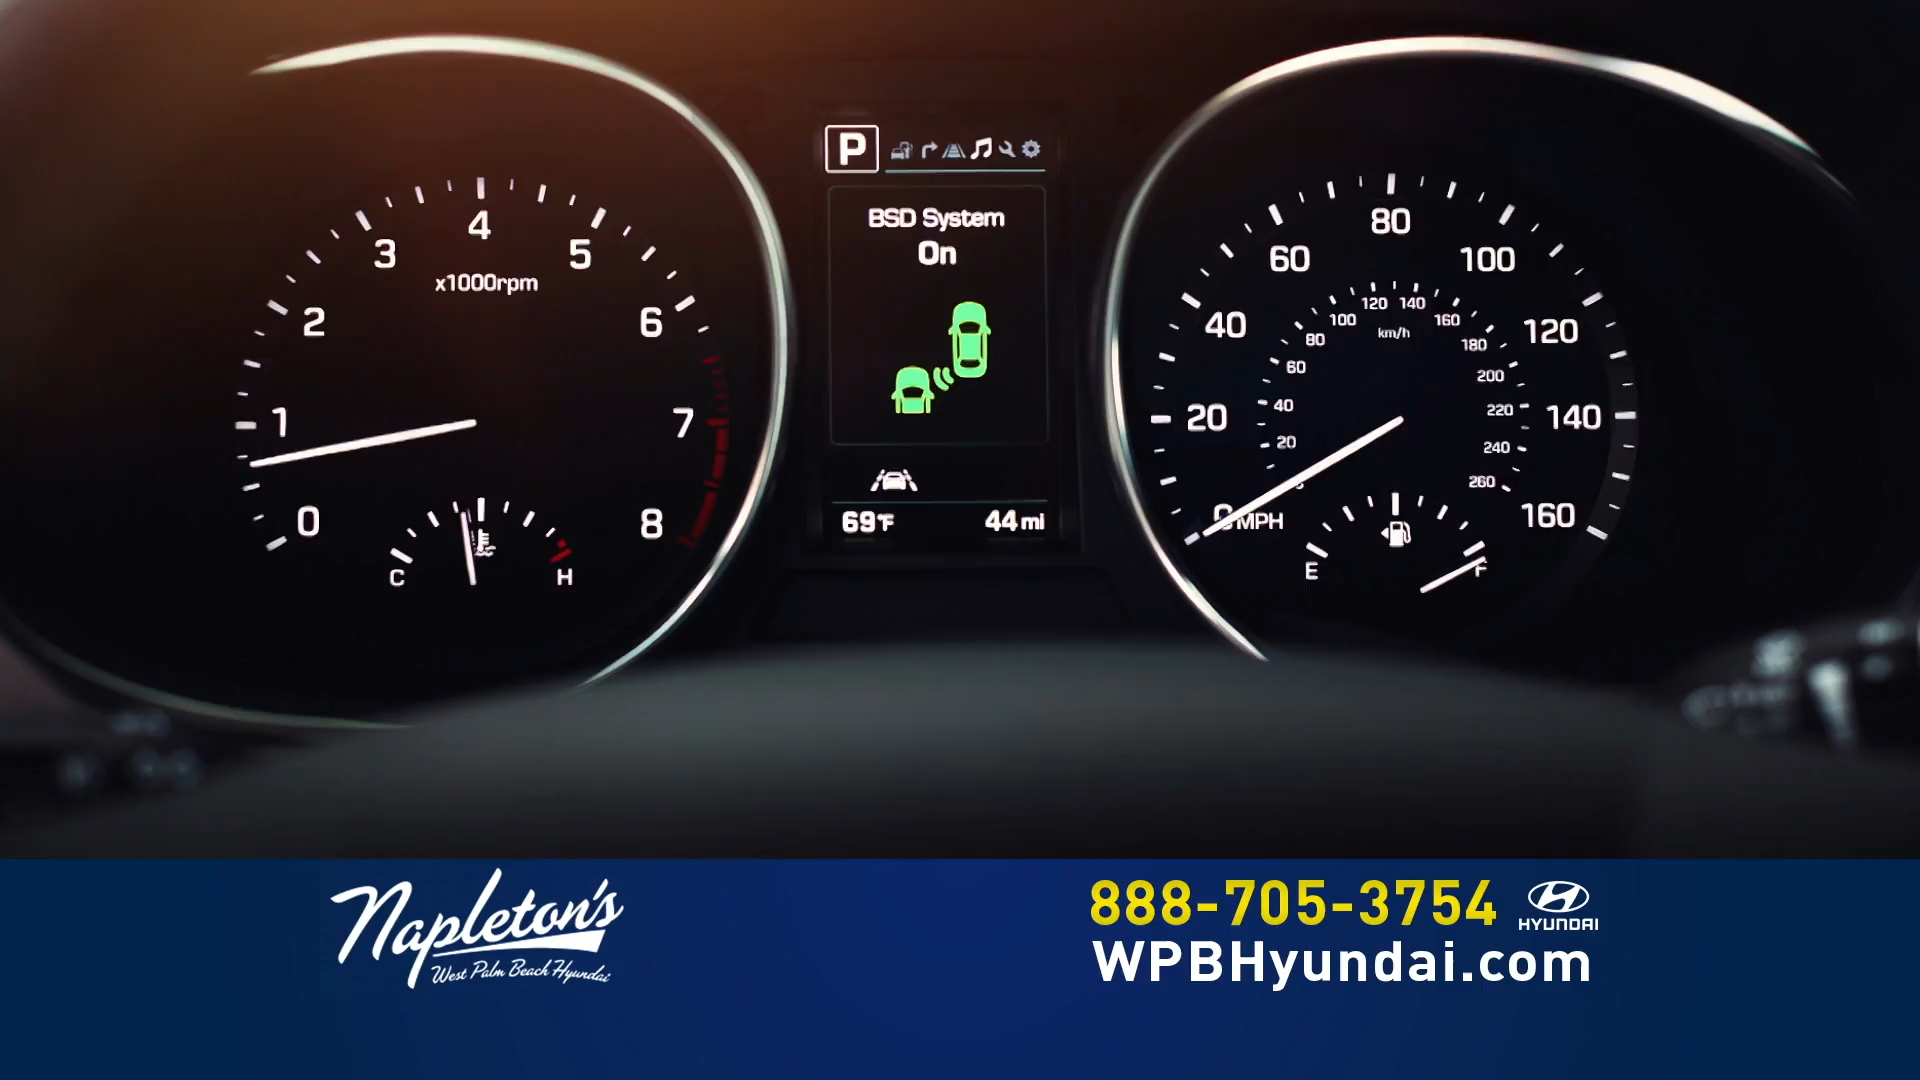 P
BSD System
On
69°F 44 mi
0 1 2 3 4 5 6 7 8
x1000rpm
C H
0 20 40 60 80 100 120 140 160
MPH
20 40 60 80 100 120 140 160 180 200 220 240 260
km/h
E F
Napleton's
West Palm Beach Hyundai
888-705-3754
HYUNDAI
WPBHyundai.com